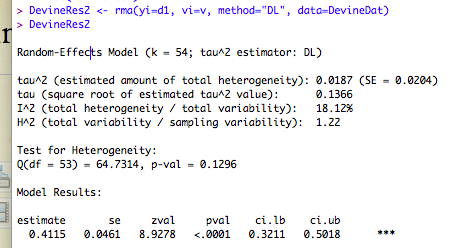 > DevineRes2 <- rma(yi=d1, vi=v, method="DL", data=DevineDat)
> DevineRes2
Random-Effects Model (k = 54; tau^2 estimator: DL)
tau^2 (estimated amount of total heterogeneity): 0.0187 (SE = 0.0204)
tau (square root of estimated tau^2 value): 0.1366
I^2 (total heterogeneity / total variability): 18.12%
H^2 (total variability / sampling variability): 1.22
Test for Heterogeneity:
Q(df = 53) = 64.7314, p-val = 0.1296
Model Results:
estimate se zval pval ci.lb ci.ub
0.4115 0.0461 8.9278 <.0001 0.3211 0.5018 ***